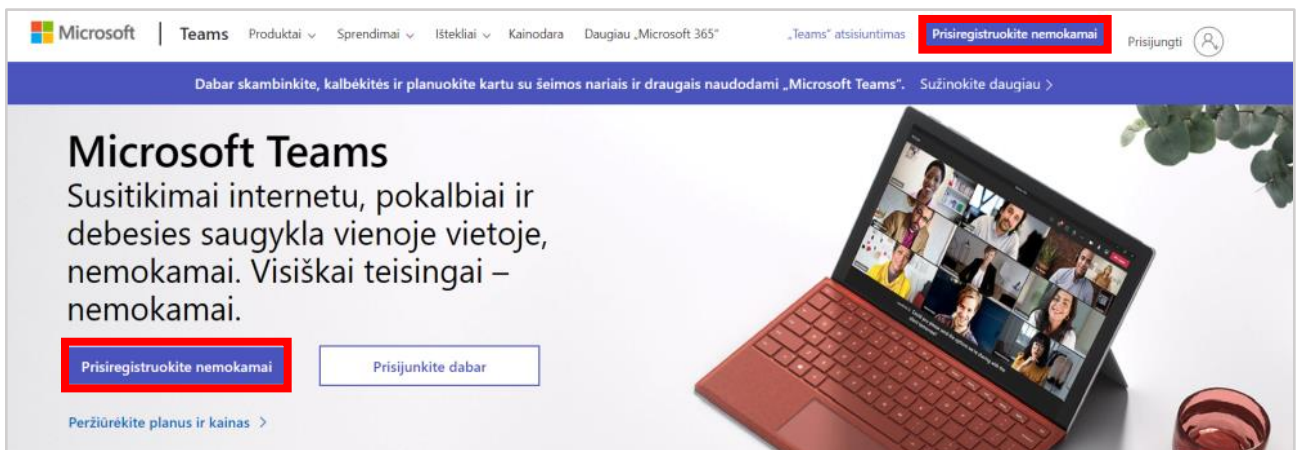 Microsoft | Teams Produktai Sprendimai Ištekliai Kainodara Daugiau „Microsoft 365“ „Teams“ atsisiuntimas Prisiregistruokite nemokamai Prisijungti
Dabar skambinkite, kalbėkitės ir planuokite kartu su šeimos nariais ir draugais naudodami „Microsoft Teams“. Sužinokite daugiau >
Microsoft Teams
Susitikimai internetu, pokalbiai ir
debesies saugykla vienoje vietoje,
nemokamai. Visiškai teisingai –
nemokamai.
Prisiregistruokite nemokamai Prisijunkite dabar
Peržiūrėkite planus ir kainas >